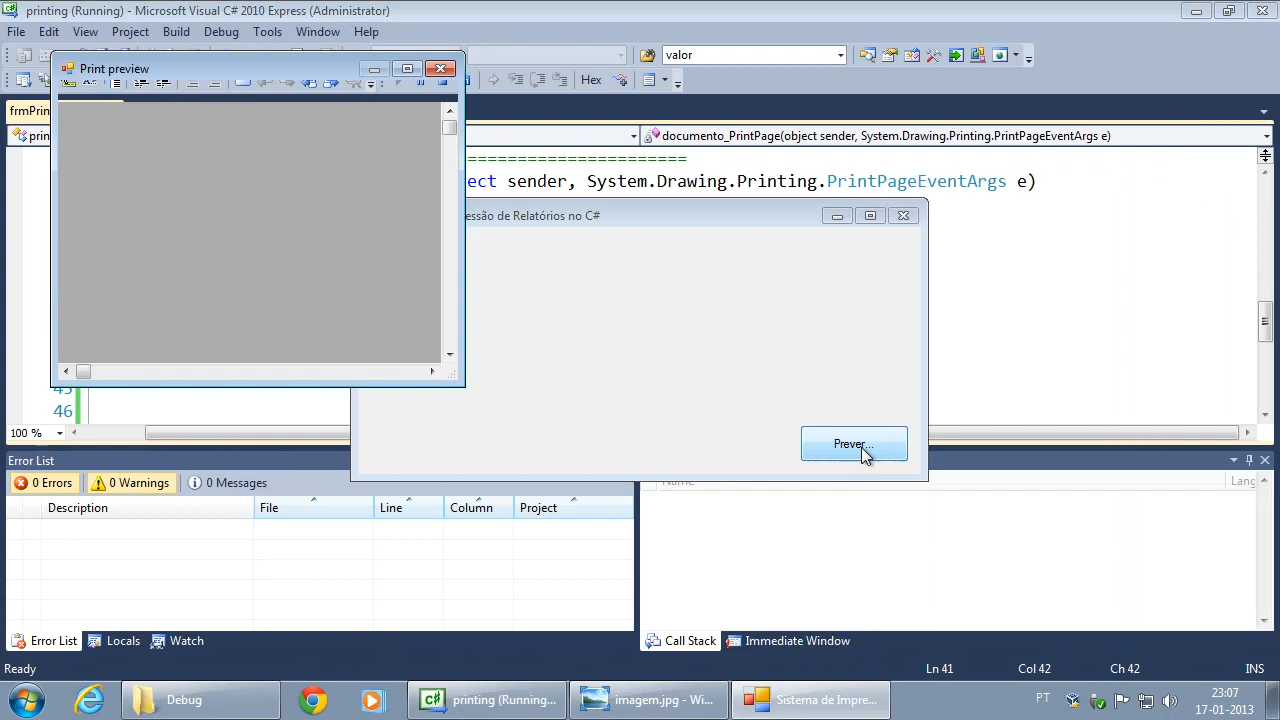 printing (Running) - Microsoft Visual C# 2010 Express (Administrator)
File Edit View Project Build Debug Tools Window Help
valor
Print preview
Hex
frmPrin
prin
documento_PrintPage(object sender, System.Drawing.Printing.PrintPageEventArgs e)
======================
ect sender, System.Drawing.Printing.PrintPageEventArgs e)
essão de Relatórios no C#
45
46
100 %
Prever...
Error List
0 Errors
0 Warnings
0 Messages
Name
Lang
Description File Line Column Project
Error List Locals Watch
Call Stack Immediate Window
Ready
Ln 41 Col 42 Ch 42 INS
Debug
printing (Running...
imagem.jpg - Wi...
Sistema de Impre...
PT
23:07
17-01-2013